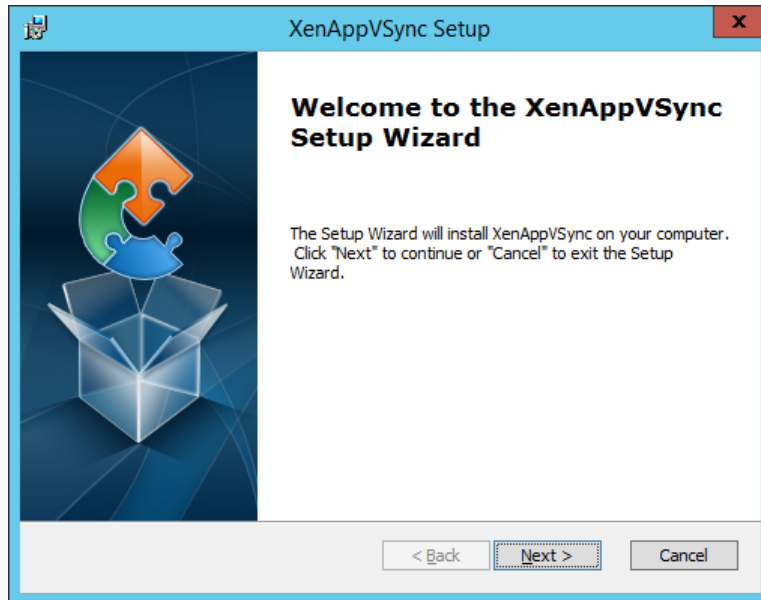 XenAppVSync Setup
x
Welcome to the XenAppVSync
Setup Wizard
The Setup Wizard will install XenAppVSync on your computer.
Click "Next" to continue or "Cancel" to exit the Setup
Wizard.
< Back
Next >
Cancel